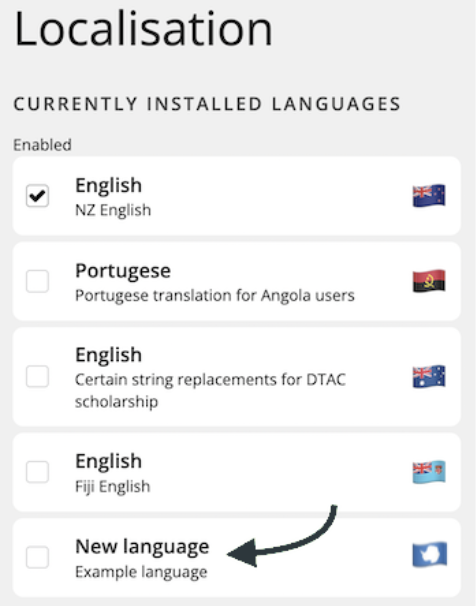 Localisation
CURRENTLY INSTALLED LANGUAGES
Enabled
English
NZ English
Portugese
Portugese translation for Angola users
English
Certain string replacements for DTAC
scholarship
English
Fiji English
New language
Example language